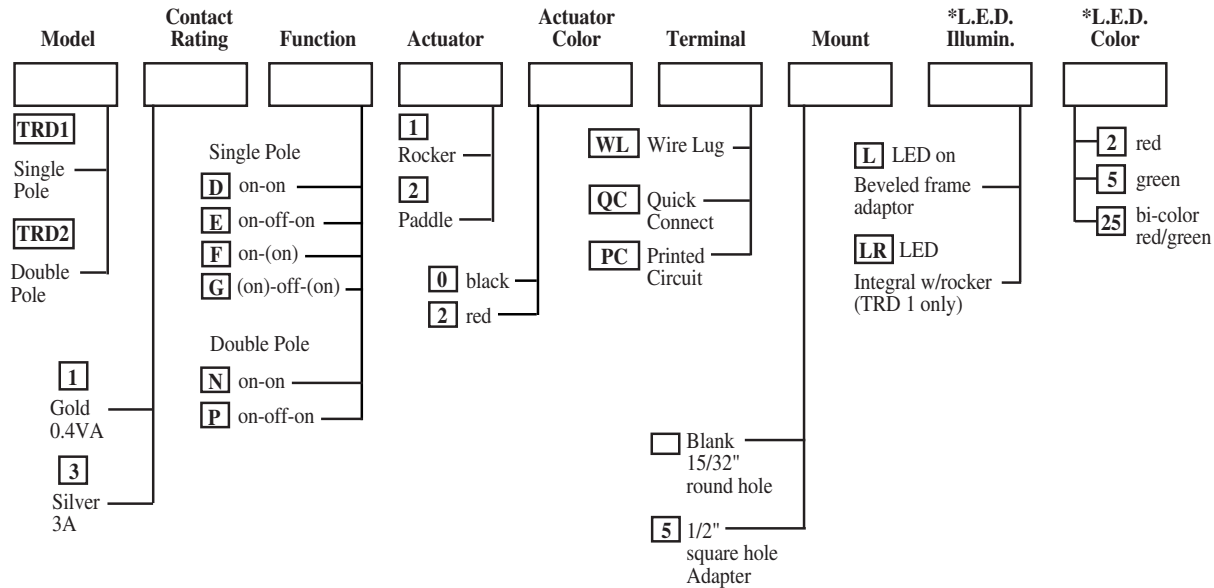 Model
Contact
Rating
Function
Actuator
Actuator
Color
Terminal
Mount
*L.E.D.
Illumin.
*L.E.D.
Color
TRD1
Single
Pole
TRD2
Double
Pole
1
Gold
0.4VA
3
Silver
3A
Single Pole
D on-on
E on-off-on
F on-(on)
G (on)-off-(on)
Double Pole
N on-on
P on-off-on
1
Rocker
2
Paddle
0 black
2 red
WL Wire Lug
QC Quick
Connect
PC Printed
Circuit
Blank
15/32"
round hole
5 1/2"
square hole
Adapter
L LED on
Beveled frame
adaptor
LR LED
Integral w/rocker
(TRD 1 only)
2 red
5 green
25 bi-color
red/green